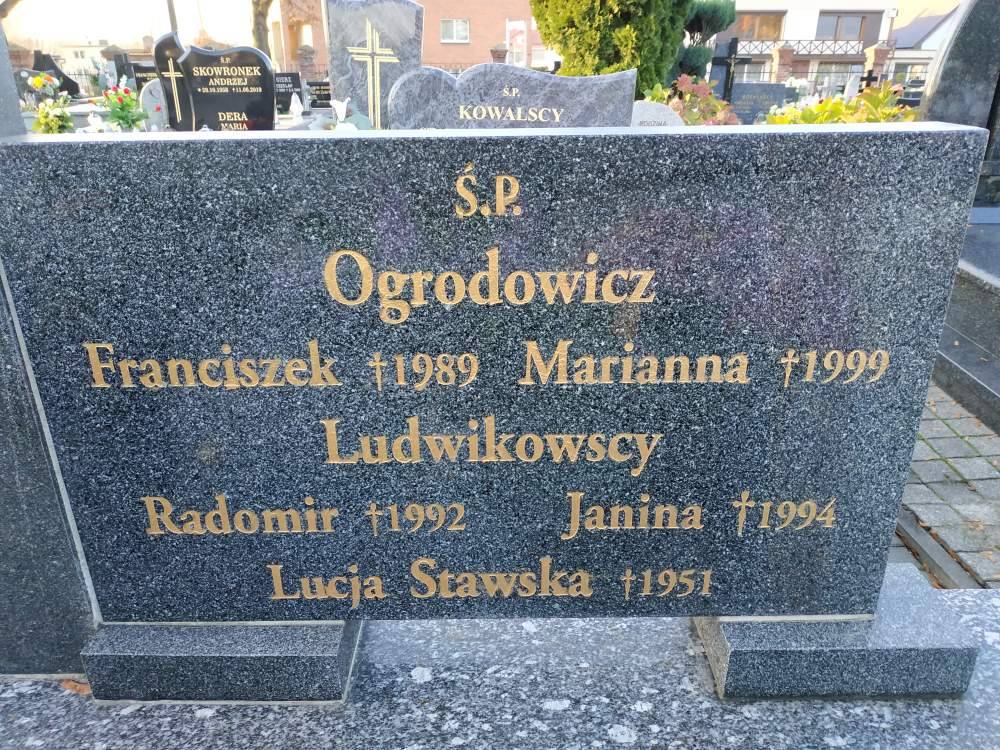 Ś.P.
SKOWRONEK
ANDRZEJ
DERA
MARIA
Ś.P.
KOWALSCY
Ś.P.
Ogrodowicz
Franciszek †1989 Marianna †1999
Ludwikowscy
Radomir †1992 Janina †1994
Lucja Stawska †1951